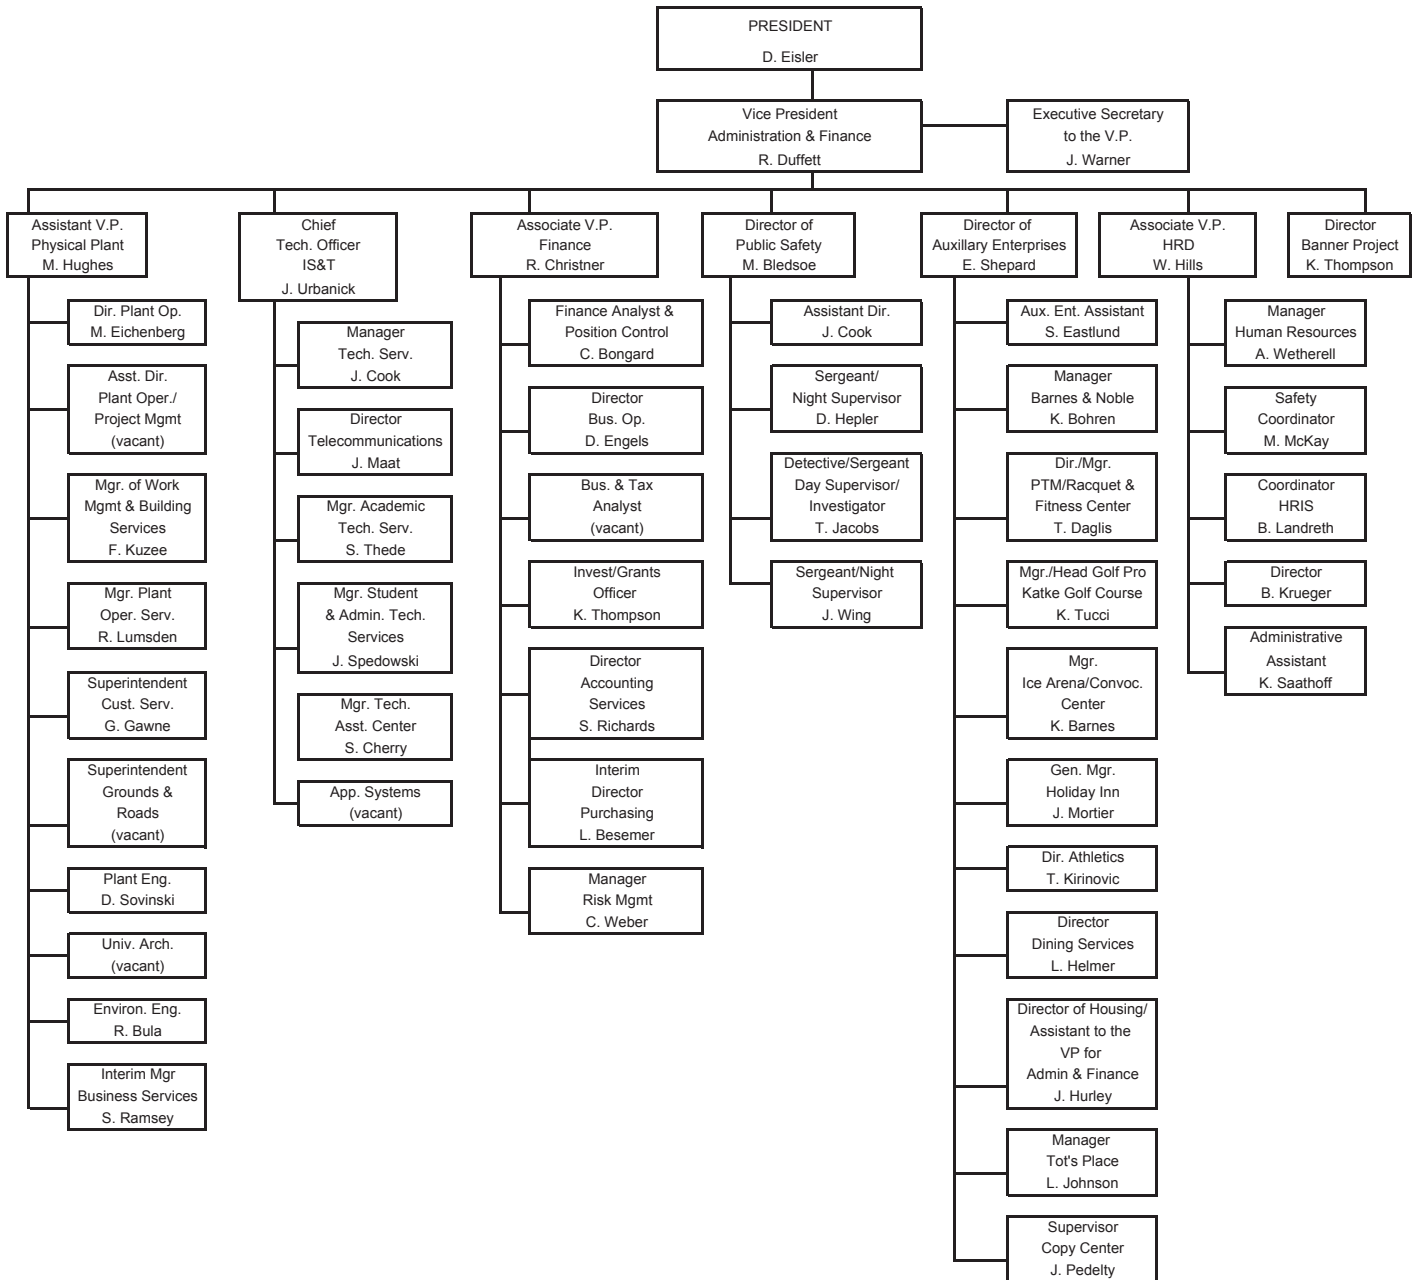 PRESIDENT
D. Eisler
Vice President
Administration & Finance
R. Duffett
Executive Secretary
to the V.P.
J. Warner
Assistant V.P.
Physical Plant
M. Hughes
Dir. Plant Op.
M. Eichenberg
Asst. Dir.
Plant Oper./
Project Mgmt
(vacant)
Mgr. of Work
Mgmt & Building
Services
F. Kuzee
Mgr. Plant
Oper. Serv.
R. Lumsden
Superintendent
Cust. Serv.
G. Gawne
Superintendent
Grounds &
Roads
(vacant)
Plant Eng.
D. Sovinski
Univ. Arch.
(vacant)
Environ. Eng.
R. Bula
Interim Mgr
Business Services
S. Ramsey
Chief
Tech. Officer
IS&T
J. Urbanick
Manager
Tech. Serv.
J. Cook
Director
Telecommunications
J. Maat
Mgr. Academic
Tech. Serv.
S. Thede
Mgr. Student
& Admin. Tech.
Services
J. Spedowski
Mgr. Tech.
Asst. Center
S. Cherry
App. Systems
(vacant)
Associate V.P.
Finance
R. Christner
Finance Analyst &
Position Control
C. Bongard
Director
Bus. Op.
D. Engels
Bus. & Tax
Analyst
(vacant)
Invest/Grants
Officer
K. Thompson
Director
Accounting
Services
S. Richards
Interim
Director
Purchasing
L. Besemer
Manager
Risk Mgmt
C. Weber
Director of
Public Safety
M. Bledsoe
Assistant Dir.
J. Cook
Sergeant/
Night Supervisor
D. Hepler
Detective/Sergeant
Day Supervisor/
Investigator
T. Jacobs
Sergeant/Night
Supervisor
J. Wing
Director of
Auxillary Enterprises
E. Shepard
Aux. Ent. Assistant
S. Eastlund
Manager
Barnes & Noble
K. Bohren
Dir./Mgr.
PTM/Racquet &
Fitness Center
T. Daglis
Mgr./Head Golf Pro
Katke Golf Course
K. Tucci
Mgr.
Ice Arena/Convoc.
Center
K. Barnes
Gen. Mgr.
Holiday Inn
J. Mortier
Dir. Athletics
T. Kirinovic
Director
Dining Services
L. Helmer
Director of Housing/
Assistant to the
VP for
Admin & Finance
J. Hurley
Manager
Tot's Place
L. Johnson
Supervisor
Copy Center
J. Pedelty
Associate V.P.
HRD
W. Hills
Manager
Human Resources
A. Wetherell
Safety
Coordinator
M. McKay
Coordinator
HRIS
B. Landreth
Director
B. Krueger
Administrative
Assistant
K. Saathoff
Director
Banner Project
K. Thompson